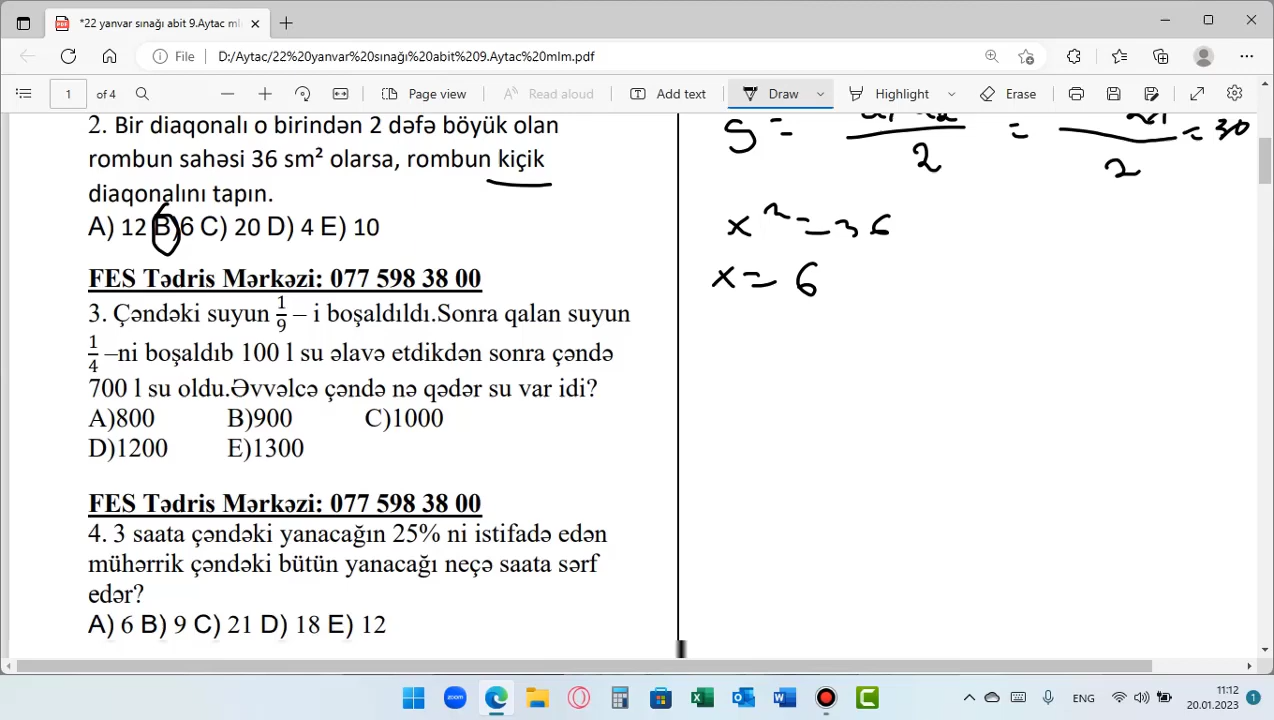 *22 yanvar sınağı abit 9.Aytac ml
File
D:/Aytac/22%20yanvar%20sınağı%20abit%209.Aytac%20mlm.pdf
1 of 4
Page view
Read aloud
Add text
Draw
Highlight
Erase
2. Bir diaqonalı o birindən 2 dəfə böyük olan
rombun sahəsi 36 sm² olarsa, rombun kiçik
diaqonalını tapın.
A) 12 B) 6 C) 20 D) 4 E) 10
FES Tədris Mərkəzi: 077 598 38 00
3. Çəndəki suyun 1/9 – i boşaldıldı.Sonra qalan suyun
1/4 –ni boşaldıb 100 l su əlavə etdikdən sonra çəndə
700 l su oldu.Əvvəlcə çəndə nə qədər su var idi?
A)800 B)900 C)1000
D)1200 E)1300
FES Tədris Mərkəzi: 077 598 38 00
4. 3 saata çəndəki yanacağın 25% ni istifadə edən
mühərrik çəndəki bütün yanacağı neçə saata sərf
edər?
A) 6 B) 9 C) 21 D) 18 E) 12
S = 2 = 2
x² = 36
x = 6
zoom
ENG
11:12
20.01.2023
1